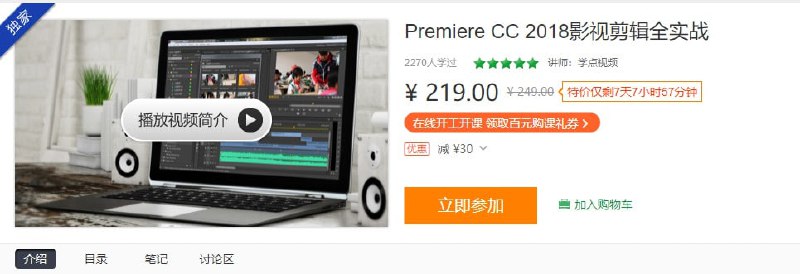 独家
Premiere CC 2018影视剪辑全实战
2270人学过 讲师：学点视频
¥ 219.00 ¥ 249.00 特价仅剩7天7小时57分钟
播放视频简介
在线开工开课 领取百元购课礼券
优惠 减 ¥30
立即参加 加入购物车
介绍 目录 笔记 讨论区